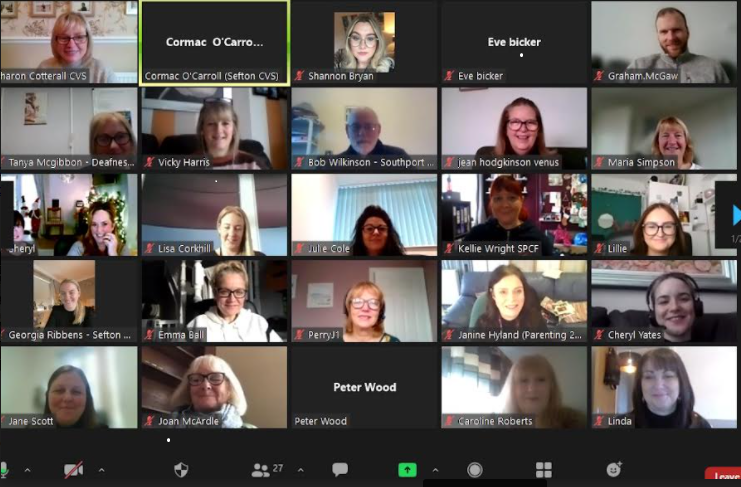 haron Cotterall CVS
Cormac O'Carro...
Cormac O'Carroll (Sefton CVS)
Shannon Bryan
Eve bicker
Eve bicker
Graham.McGaw
Tanya Mcgibbon - Deafnes...
Vicky Harris
Bob Wilkinson - Southport ...
jean hodgkinson venus
Maria Simpson
Cheryl
Lisa Corkhill
Julie Cole
Kellie Wright SPCF
Lillie
Georgia Ribbens - Sefton ...
Emma Ball
PerryJ1
Janine Hyland (Parenting 2...
Cheryl Yates
Jane Scott
Joan McArdle
Peter Wood
Peter Wood
Caroline Roberts
Linda
27
Leave